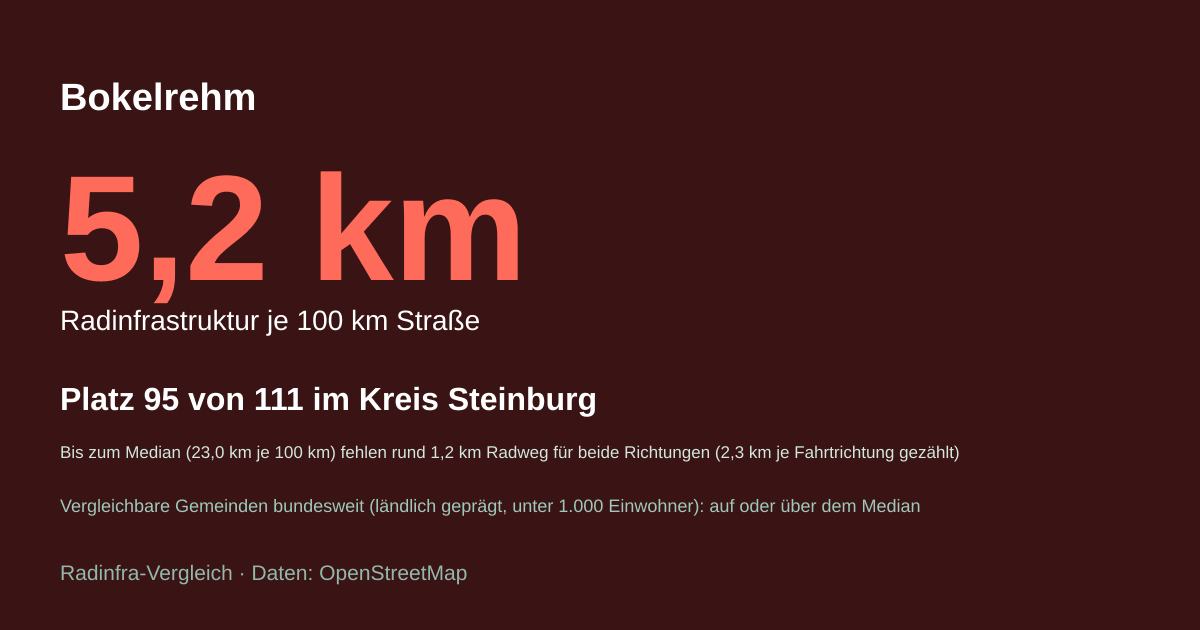 Bokelrehm
5,2 km
Radinfrastruktur je 100 km Straße
Platz 95 von 111 im Kreis Steinburg
Bis zum Median (23,0 km je 100 km) fehlen rund 1,2 km Radweg für beide Richtungen (2,3 km je Fahrtrichtung gezählt)
Vergleichbare Gemeinden bundesweit (ländlich geprägt, unter 1.000 Einwohner): auf oder über dem Median
Radinfra-Vergleich · Daten: OpenStreetMap